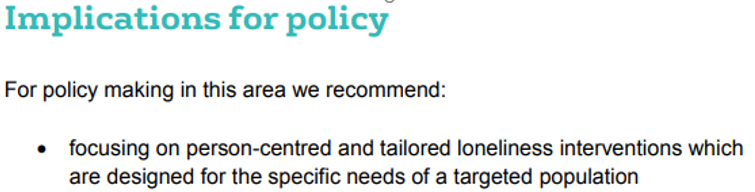 Implications for policy
For policy making in this area we recommend:
• focusing on person-centred and tailored loneliness interventions which
are designed for the specific needs of a targeted population